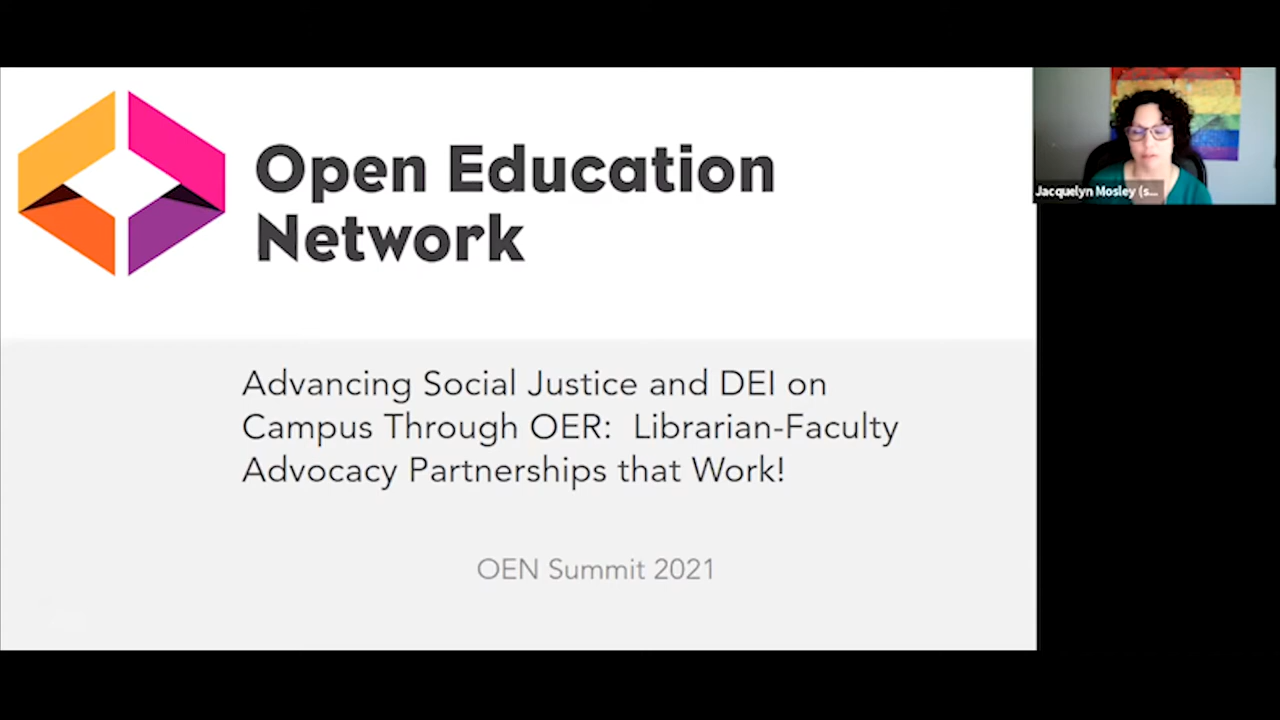 Open Education
Network
Jacquelyn Mosley (s...
Advancing Social Justice and DEI on
Campus Through OER: Librarian-Faculty
Advocacy Partnerships that Work!
OEN Summit 2021